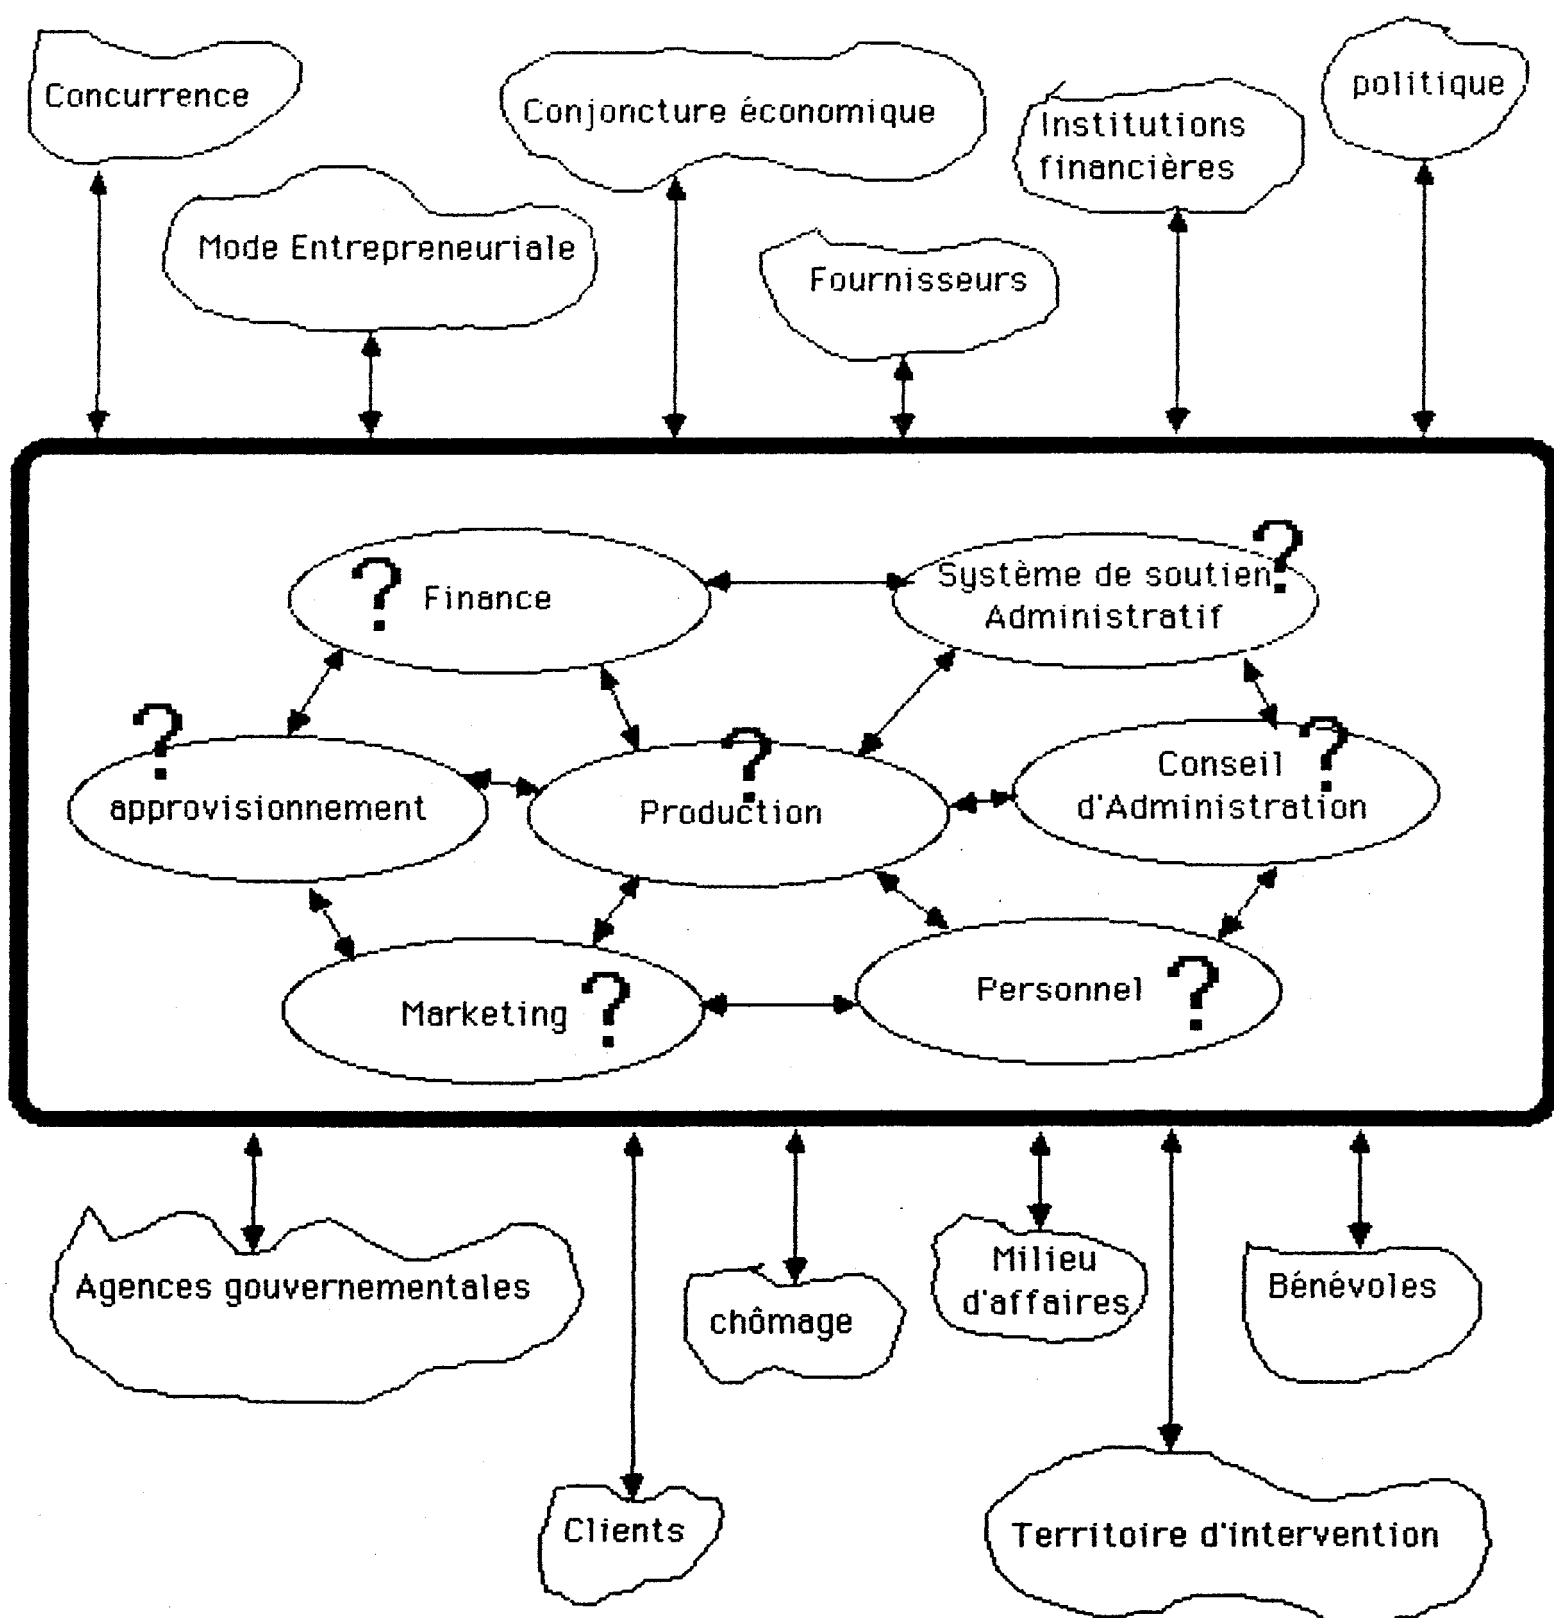 Concurrence
Conjoncture économique
Institutions
financières
politique
Mode Entrepreneuriale
Fournisseurs
? Finance
Système de soutien ?
Administratif
?
approvisionnement
?
Production
Conseil ?
d'Administration
Marketing ?
Personnel ?
Agences gouvernementales
chômage
Milieu
d'affaires
Bénévoles
Clients
Territoire d'intervention